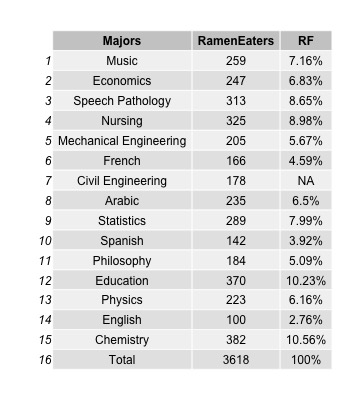 Majors RamenEaters RF
1 Music 259 7.16%
2 Economics 247 6.83%
3 Speech Pathology 313 8.65%
4 Nursing 325 8.98%
5 Mechanical Engineering 205 5.67%
6 French 166 4.59%
7 Civil Engineering 178 NA
8 Arabic 235 6.5%
9 Statistics 289 7.99%
10 Spanish 142 3.92%
11 Philosophy 184 5.09%
12 Education 370 10.23%
13 Physics 223 6.16%
14 English 100 2.76%
15 Chemistry 382 10.56%
16 Total 3618 100%